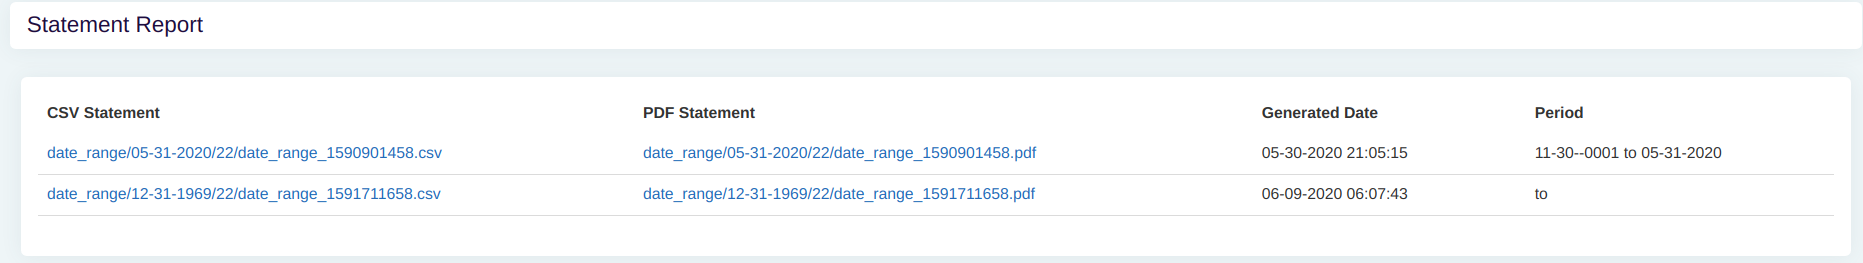 Statement Report
CSV Statement PDF Statement Generated Date Period
date_range/05-31-2020/22/date_range_1590901458.csv date_range/05-31-2020/22/date_range_1590901458.pdf 05-30-2020 21:05:15 11-30--0001 to 05-31-2020
date_range/12-31-1969/22/date_range_1591711658.csv date_range/12-31-1969/22/date_range_1591711658.pdf 06-09-2020 06:07:43 to